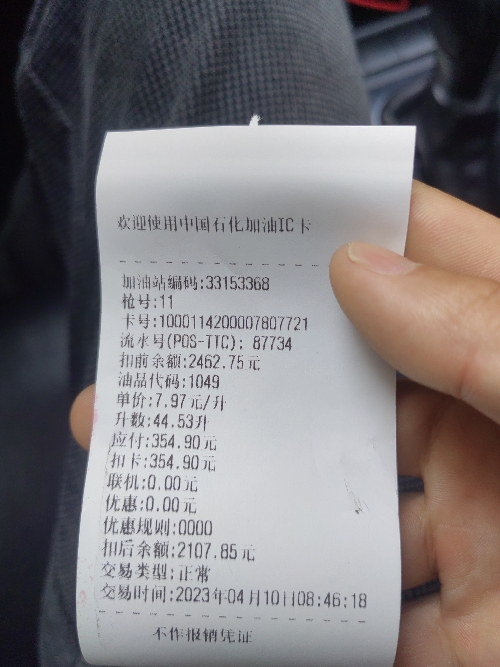 欢迎使用中国石化加油IC卡
加油站编码:33153368
枪号:11
卡号:1000114200007807721
流水号(POS-TTC): 87734
扣前余额:2462.75元
油品代码:1049
单价:7.97元/升
升数:44.53升
应付:354.90元
扣卡:354.90元
联机:0.00元
优惠:0.00元
优惠规则:0000
扣后余额:2107.85元
交易类型:正常
交易时间:2023年04月10日08:46:18
不作报销凭证